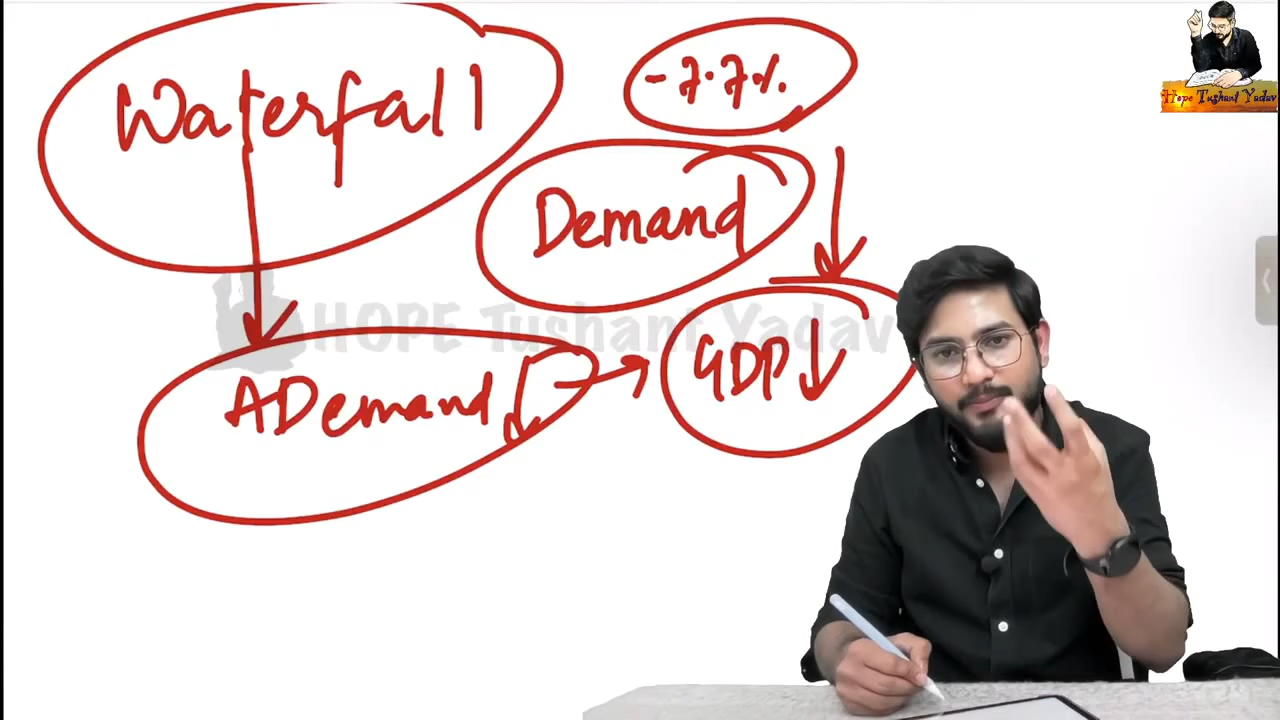 Waterfall
-7.7%
Demand
HOPE Tushant Yadav
ADemand
GDP
Hope Tushant Yadav